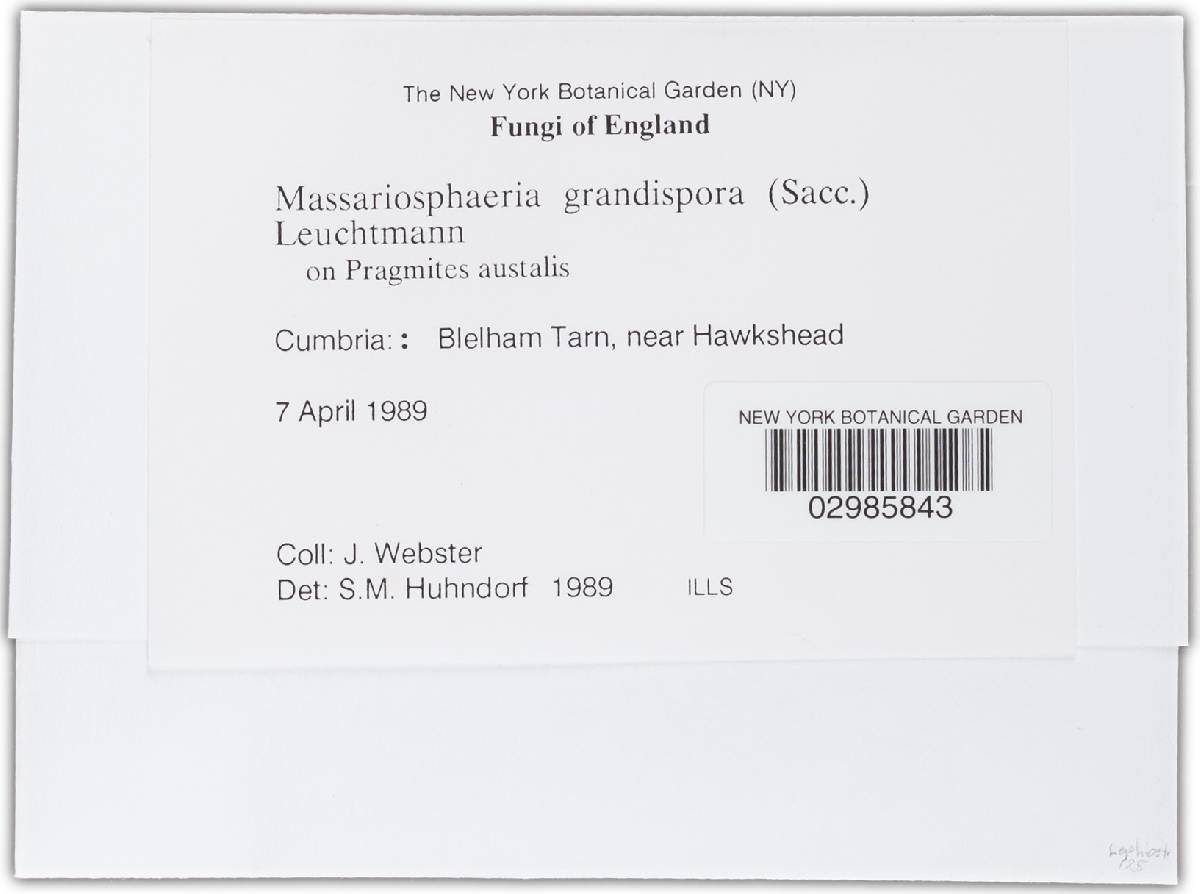 The New York Botanical Garden (NY)
Fungi of England
Massariosphaeria grandispora (Sacc.)
Leuchtmann
on Pragmites austalis
Cumbria: : Blelham Tarn, near Hawkshead
7 April 1989
NEW YORK BOTANICAL GARDEN
02985843
Coll: J. Webster
Det: S.M. Huhndorf 1989 ILLS